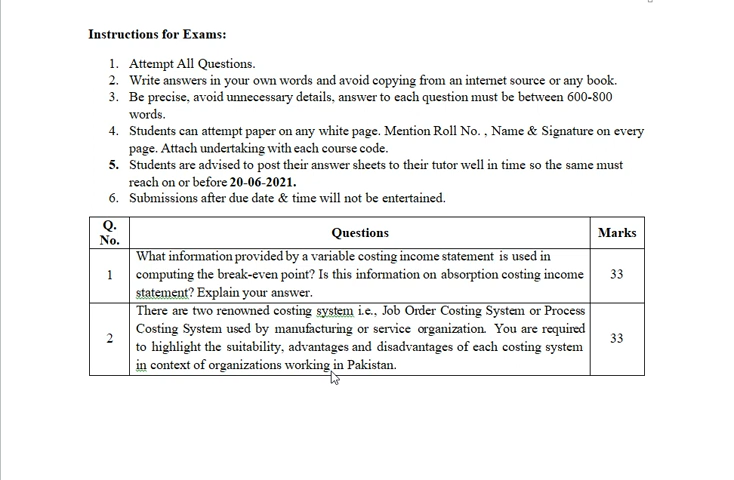 Instructions for Exams:
1. Attempt All Questions.
2. Write answers in your own words and avoid copying from an internet source or any book.
3. Be precise, avoid unnecessary details, answer to each question must be between 600-800
words.
4. Students can attempt paper on any white page. Mention Roll No. , Name & Signature on every
page. Attach undertaking with each course code.
5. Students are advised to post their answer sheets to their tutor well in time so the same must
reach on or before 20-06-2021.
6. Submissions after due date & time will not be entertained.
Q. No. Questions Marks
What information provided by a variable costing income statement is used in
1 computing the break-even point? Is this information on absorption costing income 33
statement? Explain your answer.
There are two renowned costing system i.e., Job Order Costing System or Process
Costing System used by manufacturing or service organization. You are required
2 to highlight the suitability, advantages and disadvantages of each costing system 33
in context of organizations working in Pakistan.